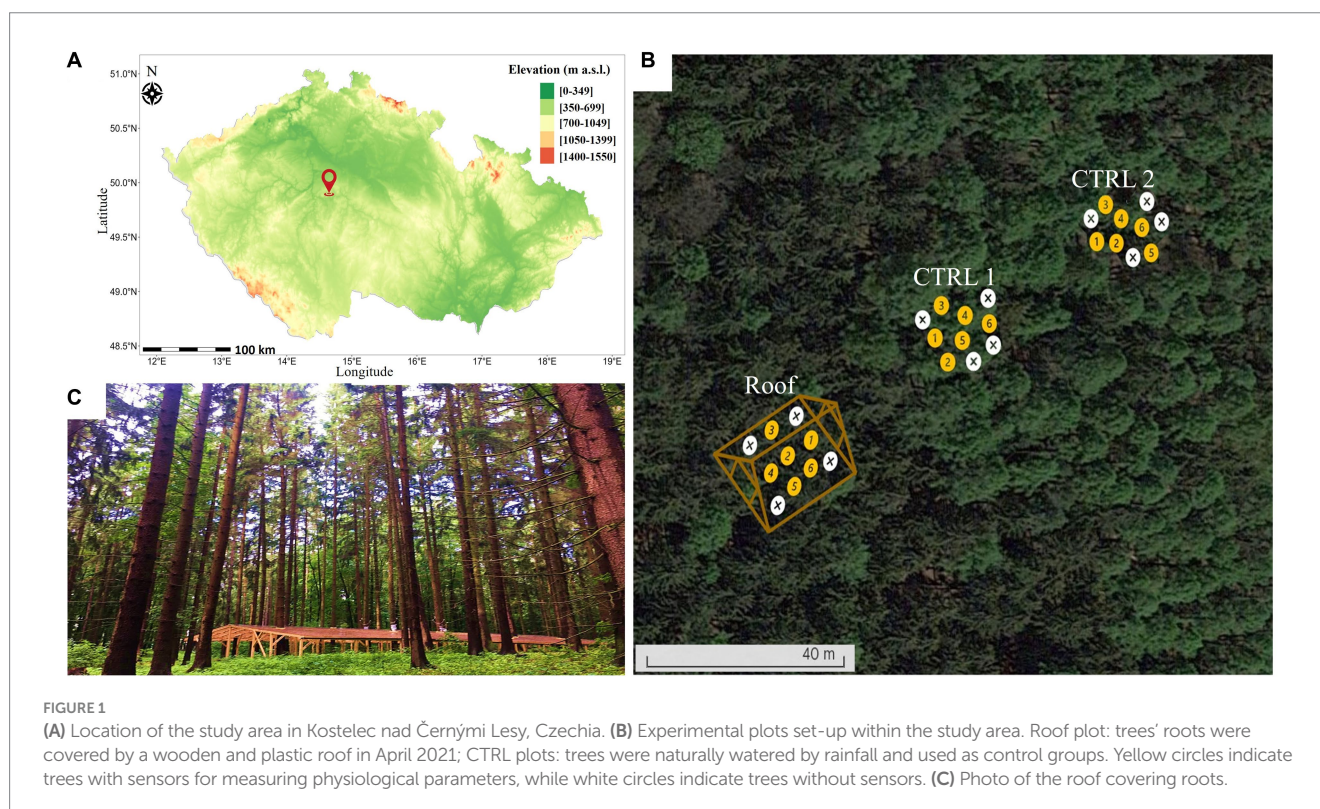 A
N
51.0°N
50.5°N
50.0°N
49.5°N
49.0°N
48.5°N
Latitude
Elevation (m a.s.l.)
[0-349]
[350-699]
[700-1049]
[1050-1399]
[1400-1550]
100 km
12°E 13°E 14°E 15°E 16°E 17°E 18°E 19°E
Longitude
B
CTRL 2
3 X
X 4 6 X
1 2 X 5
CTRL 1
3 X
X 4 6
1 5 X
2 X
Roof
X 3 X
2 1
4 6 X
5
X
40 m
C
FIGURE 1
(A) Location of the study area in Kostelec nad Černými Lesy, Czechia. (B) Experimental plots set-up within the study area. Roof plot: trees’ roots were
covered by a wooden and plastic roof in April 2021; CTRL plots: trees were naturally watered by rainfall and used as control groups. Yellow circles indicate
trees with sensors for measuring physiological parameters, while white circles indicate trees without sensors. (C) Photo of the roof covering roots.